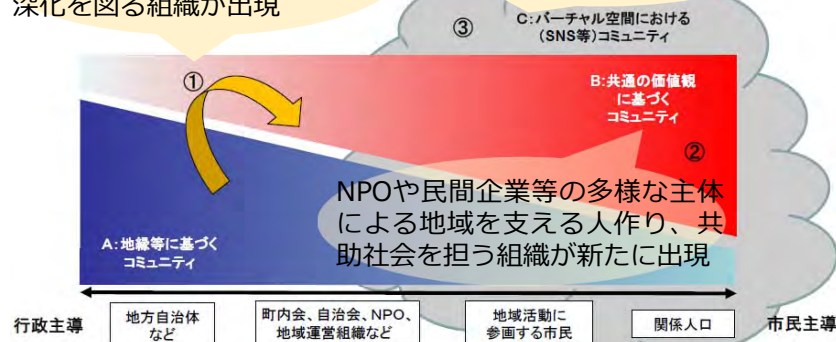 深化を図る組織が出現
③
C:バーチャル空間における
(SNS等)コミュニティ
①
B:共通の価値観
に基づく
コミュニティ
②
NPOや民間企業等の多様な主体
による地域を支える人作り、共
助社会を担う組織が新たに出現
A:地縁等に基づく
コミュニティ
行政主導
地方自治体
など
町内会、自治会、NPO、
地域運営組織など
地域活動に
参画する市民
関係人口
市民主導